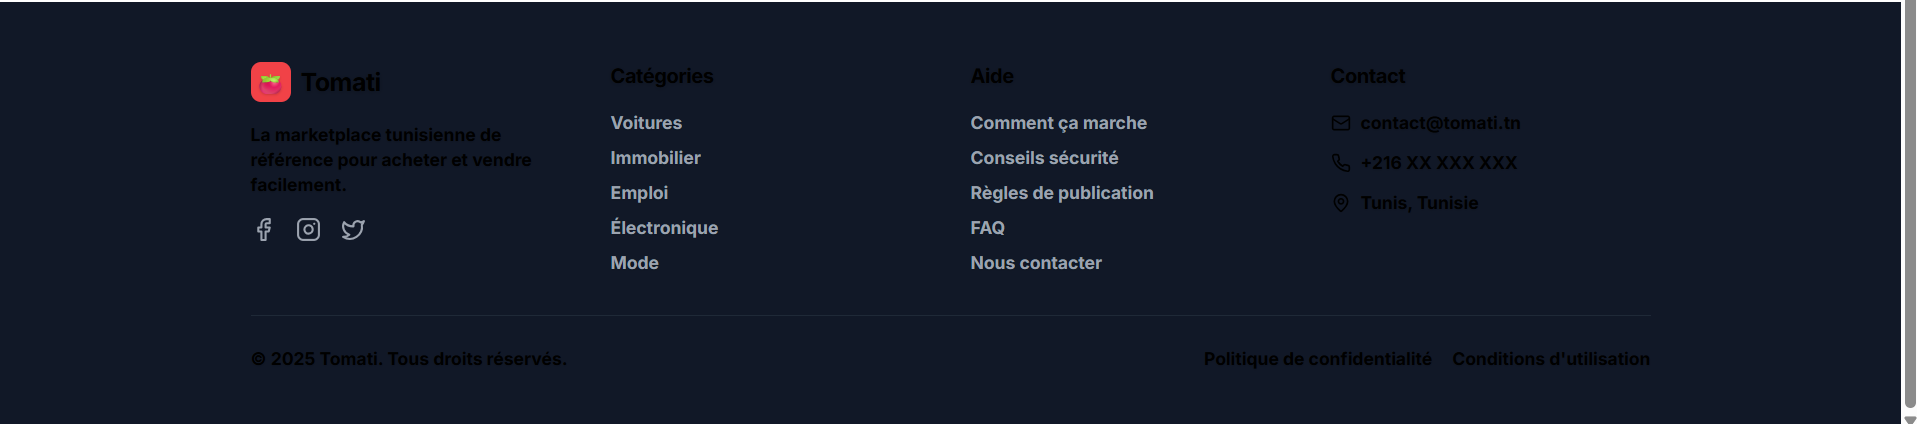 Tomati
La marketplace tunisienne de
référence pour acheter et vendre
facilement.
Catégories
Voitures
Immobilier
Emploi
Électronique
Mode
Aide
Comment ça marche
Conseils sécurité
Règles de publication
FAQ
Nous contacter
Contact
contact@tomati.tn
+216 XX XXX XXX
Tunis, Tunisie
© 2025 Tomati. Tous droits réservés.
Politique de confidentialité Conditions d'utilisation